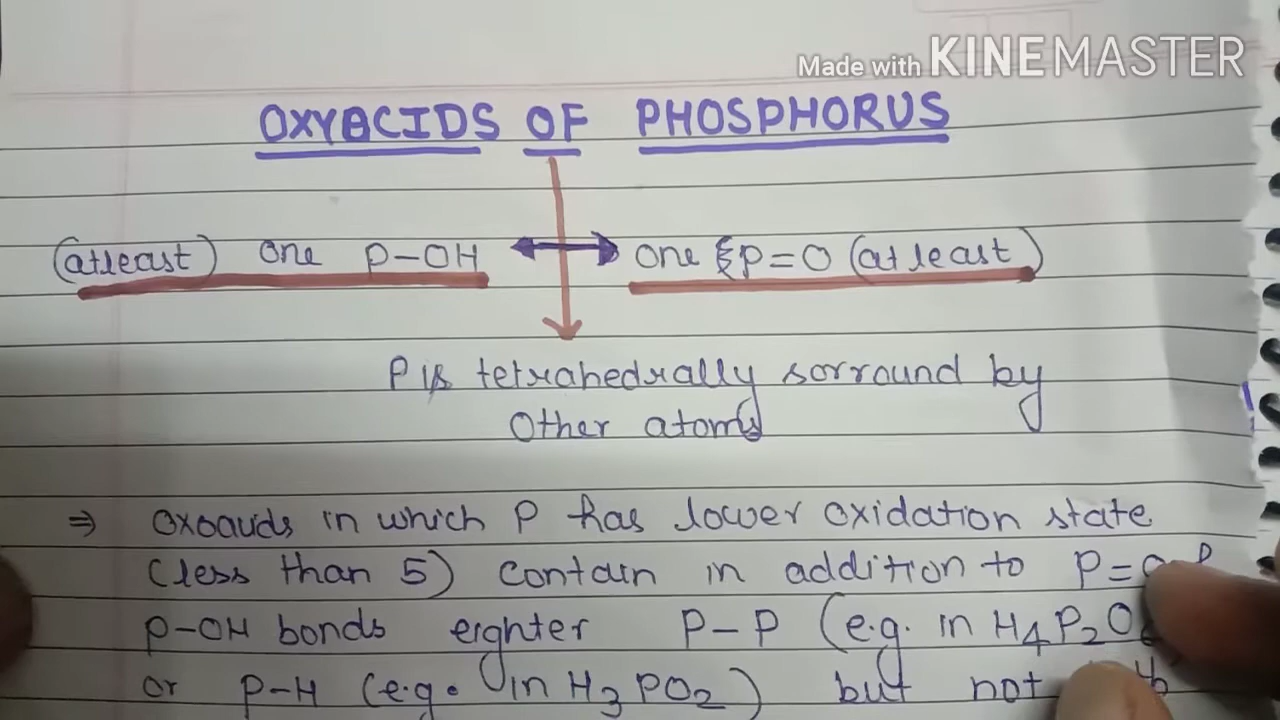 Made with KINEMASTER
OXYACIDS OF PHOSPHORUS
(atleast) one P-OH ↔ one P=O (at least)
P is tetrahedrally sorround by
Other atoms
⇒ Oxoacids in which P has lower oxidation state
(less than 5) contain in addition to P=O
P-OH bonds eighter P-P (e.g. in H4P2O
or P-H (e.g. in H3PO2) but not